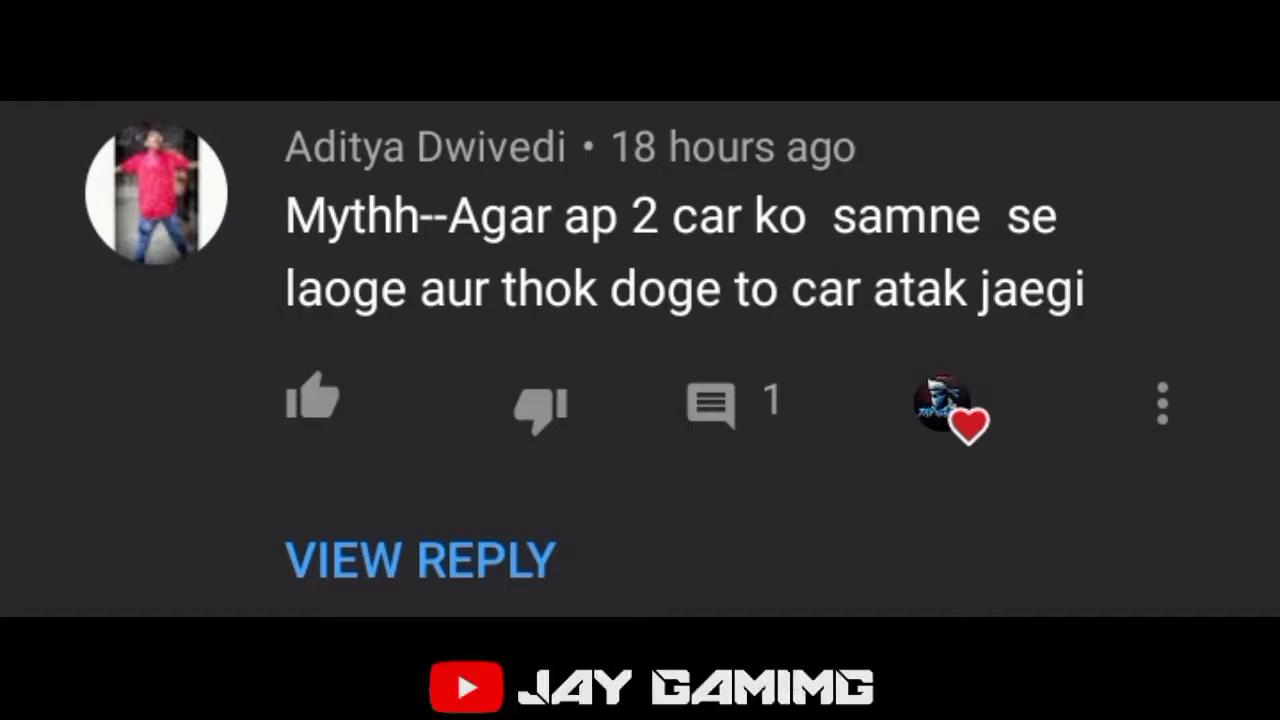 Aditya Dwivedi • 18 hours ago
Mythh--Agar ap 2 car ko samne se
laoge aur thok doge to car atak jaegi
1
VIEW REPLY
JAY GAMIMG